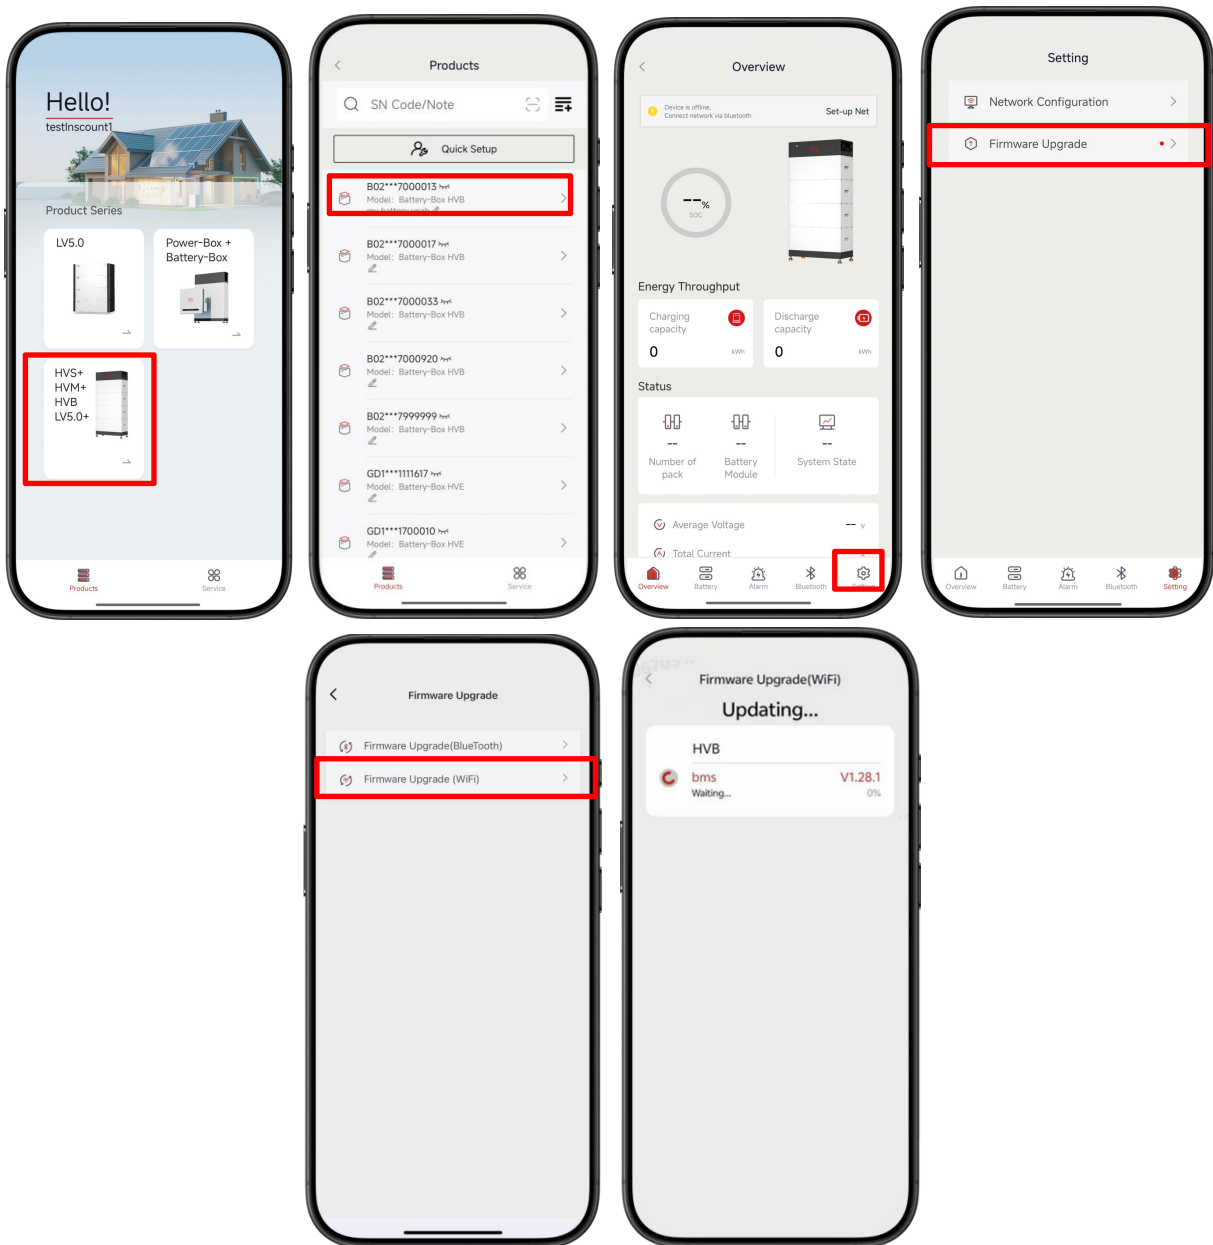 Hello!
testInscount1
Product Series
LV5.0
Power-Box +
Battery-Box
HVS+
HVM+
HVB
LV5.0+
Products
Service
Products
SN Code/Note
Quick Setup
B02***7000013
Model: Battery-Box HVB
B02***7000017
Model: Battery-Box HVB
B02***7000033
Model: Battery-Box HVB
B02***7000920
Model: Battery-Box HVB
B02***7999999
Model: Battery-Box HVB
GD1***1111617
Model: Battery-Box HVE
GD1***1700010
Model: Battery-Box HVE
Products
Service
Overview
Device is offline,
Connect network via bluetooth
Set-up Net
--%
SOC
Energy Throughput
Charging
capacity
0 kWh
Discharge
capacity
0 kWh
Status
--
Number of
pack
--
Battery
Module
--
System State
Average Voltage -- V
Total Current
Overview
Battery
Alarm
Bluetooth
Setting
Setting
Network Configuration
Firmware Upgrade
Overview
Battery
Alarm
Bluetooth
Setting
Firmware Upgrade
Firmware Upgrade(BlueTooth)
Firmware Upgrade (WiFi)
Firmware Upgrade(WiFi)
Updating...
HVB
bms V1.28.1
Waiting... 0%